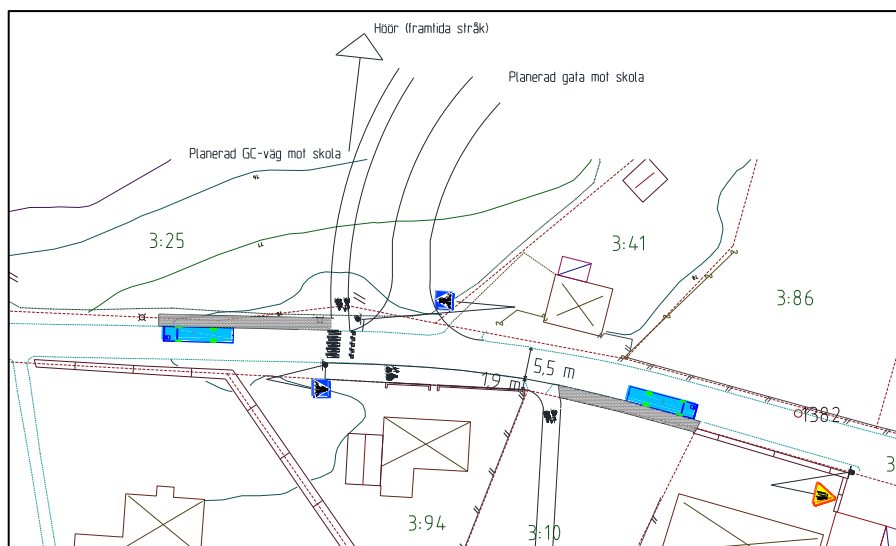 Höör (framtida stråk)
Planerad gata mot skola
Planerad GC-väg mot skola
3:25
3:41
3:86
5,5 m
1,9 m
1382
3:94
3:10